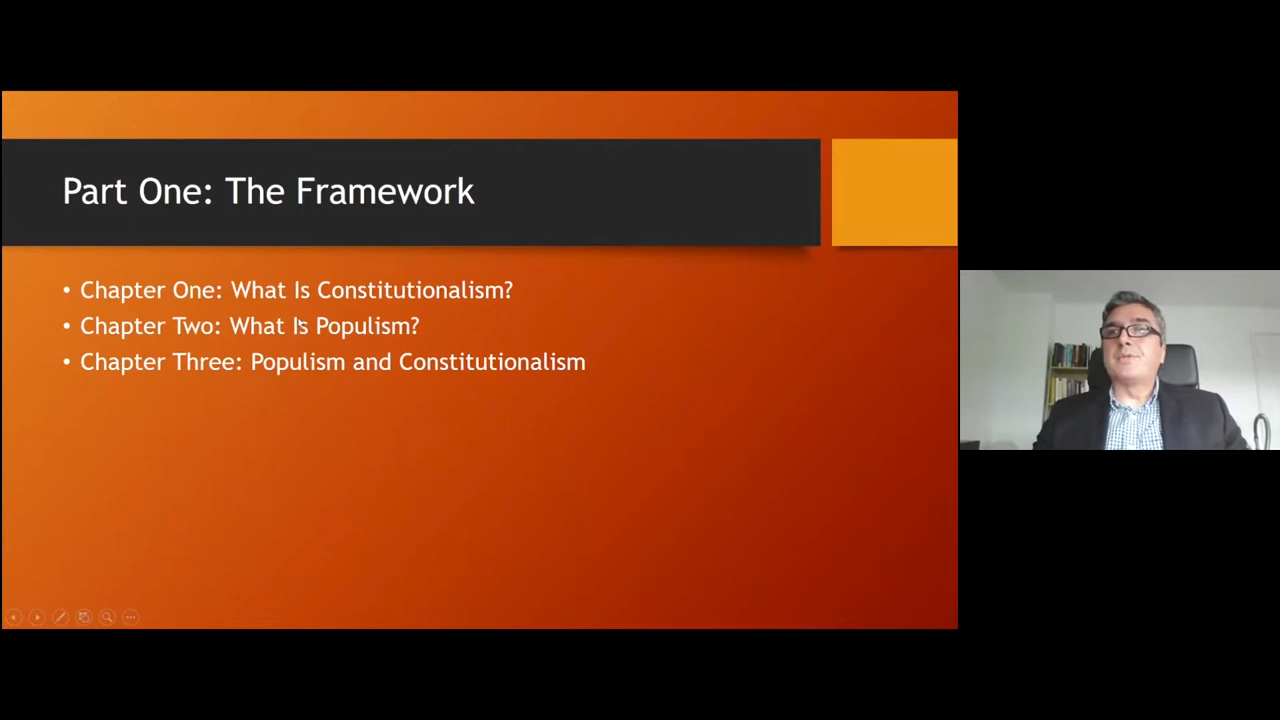 Part One: The Framework
• Chapter One: What Is Constitutionalism?
• Chapter Two: What Is Populism?
• Chapter Three: Populism and Constitutionalism